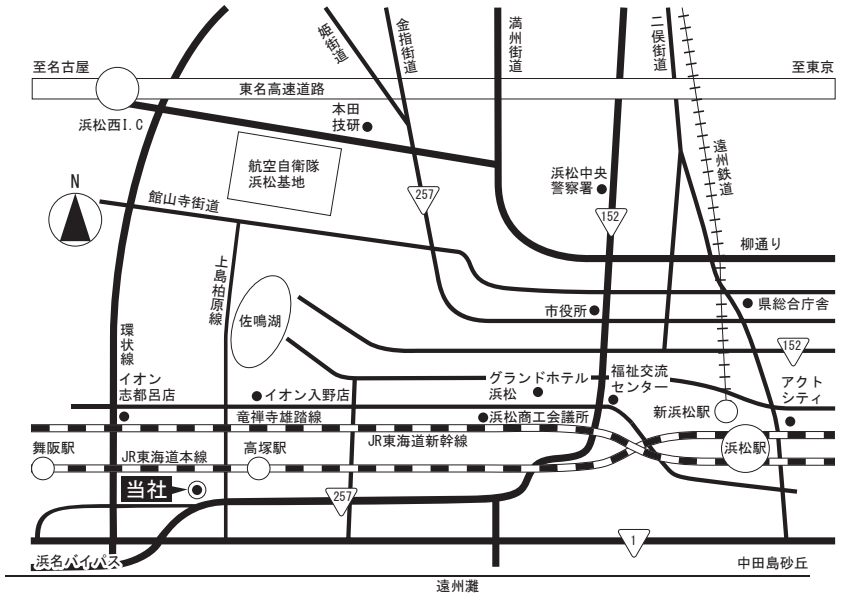 至名古屋
姫街道
金指街道
満州街道
二俣街道
至東京
東名高速道路
浜松西I.C
本田
技研
遠州鉄道
航空自衛隊
浜松基地
浜松中央
警察署
N
館山寺街道
257
152
柳通り
上島柏原線
佐鳴湖
市役所
県総合庁舎
環状線
152
イオン
志都呂店
イオン入野店
グランドホテル
浜松
福祉交流
センター
アクト
シティ
新浜松駅
竜禅寺雄踏線
浜松商工会議所
舞阪駅
JR東海道本線
高塚駅
JR東海道新幹線
浜松駅
当社
257
1
浜名バイパス
中田島砂丘
遠州灘